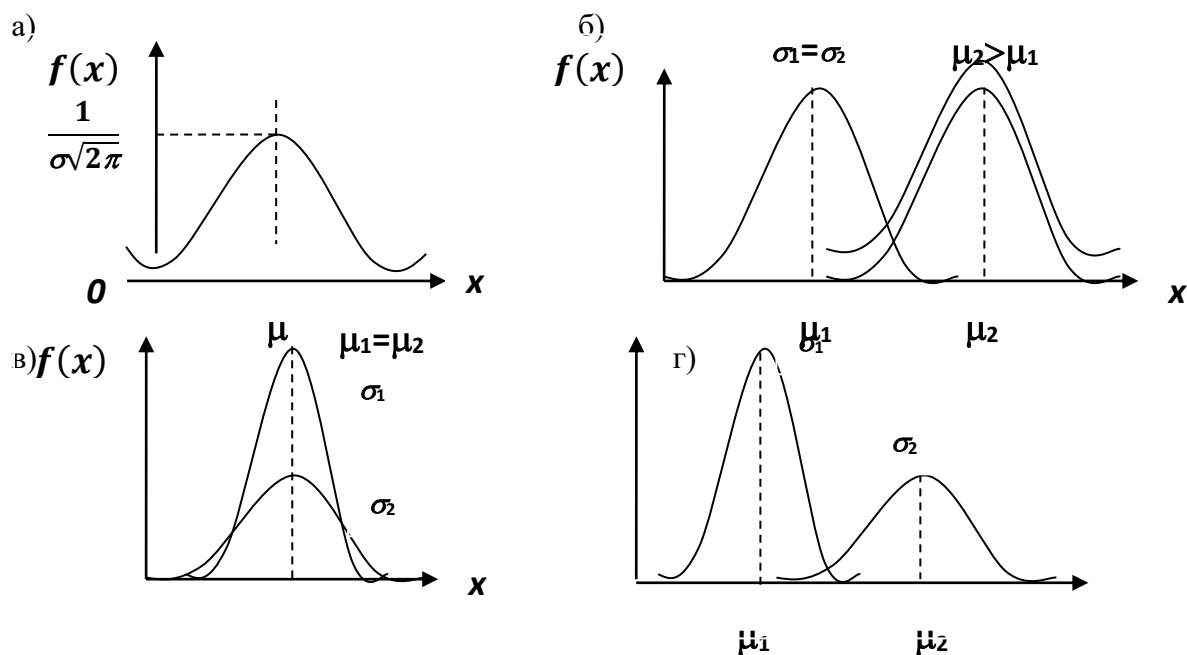 а)
f(x)
1
σ√2π
0
x
μ
б)
f(x)
σ1=σ2
μ2>μ1
x
μ1
μ2
в) f(x)
μ1=μ2
σ1
σ2
x
г)
σ1
σ2
μ1
μ2